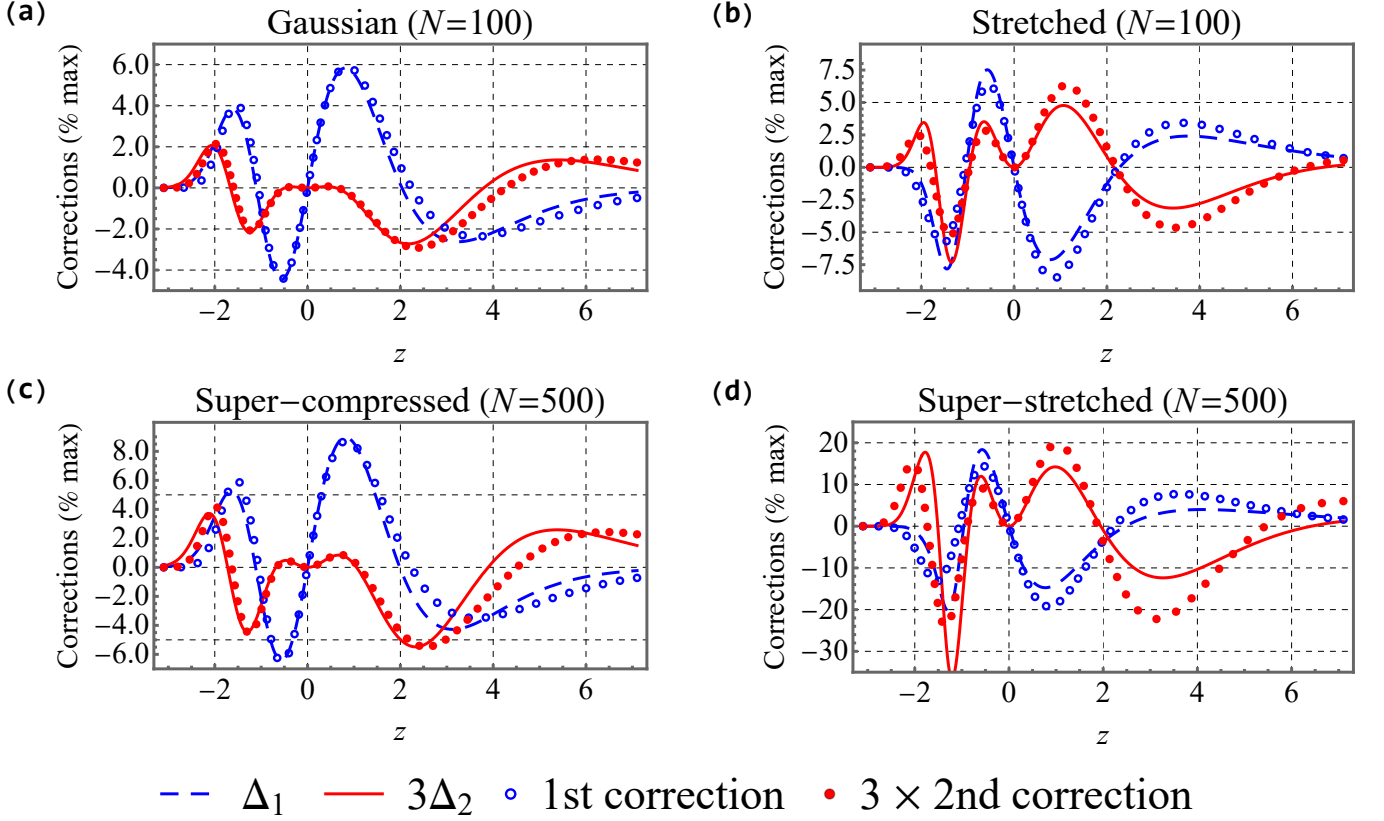 (a)
Gaussian (N=100)
Corrections (% max)
6.0
4.0
2.0
0.0
−2.0
−4.0
−2 0 2 4 6
z
(b)
Stretched (N=100)
Corrections (% max)
7.5
5.0
2.5
0.0
−2.5
−5.0
−7.5
−2 0 2 4 6
z
(c)
Super−compressed (N=500)
Corrections (% max)
8.0
6.0
4.0
2.0
0.0
−2.0
−4.0
−6.0
−2 0 2 4 6
z
(d)
Super−stretched (N=500)
Corrections (% max)
20
10
0
−10
−20
−30
−2 0 2 4 6
z
Δ₁ 3Δ₂ 1st correction 3 × 2nd correction